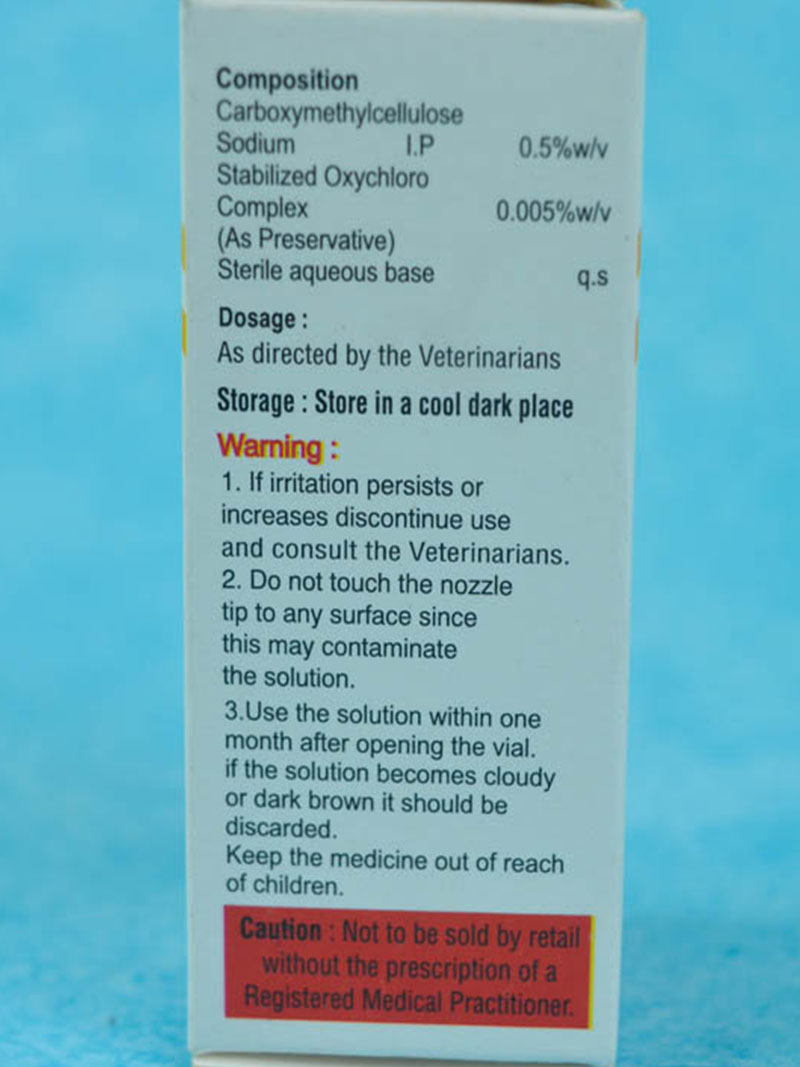 Composition
Carboxymethylcellulose
Sodium I.P 0.5%w/v
Stabilized Oxychloro
Complex 0.005%w/v
(As Preservative)
Sterile aqueous base q.s
Dosage :
As directed by the Veterinarians
Storage : Store in a cool dark place
Warning :
1. If irritation persists or
increases discontinue use
and consult the Veterinarians.
2. Do not touch the nozzle
tip to any surface since
this may contaminate
the solution.
3.Use the solution within one
month after opening the vial.
if the solution becomes cloudy
or dark brown it should be
discarded.
Keep the medicine out of reach
of children.
Caution : Not to be sold by retail
without the prescription of a
Registered Medical Practitioner.